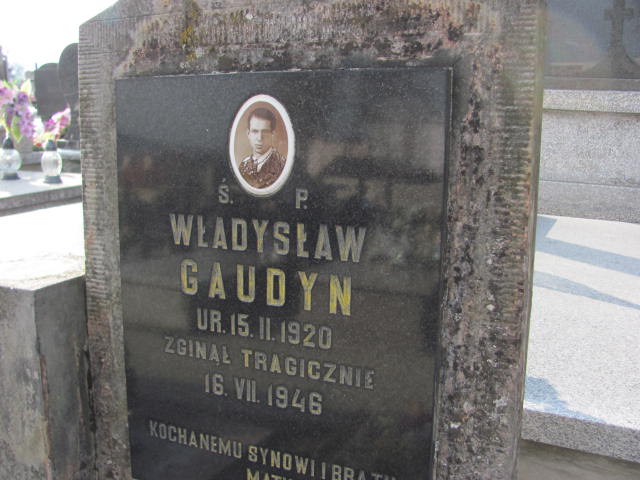 Ś. P.
WŁADYSŁAW
GAUDYN
UR. 15. II. 1920
ZGINĄŁ TRAGICZNIE
16. VII. 1946
KOCHANEMU SYNOWI I